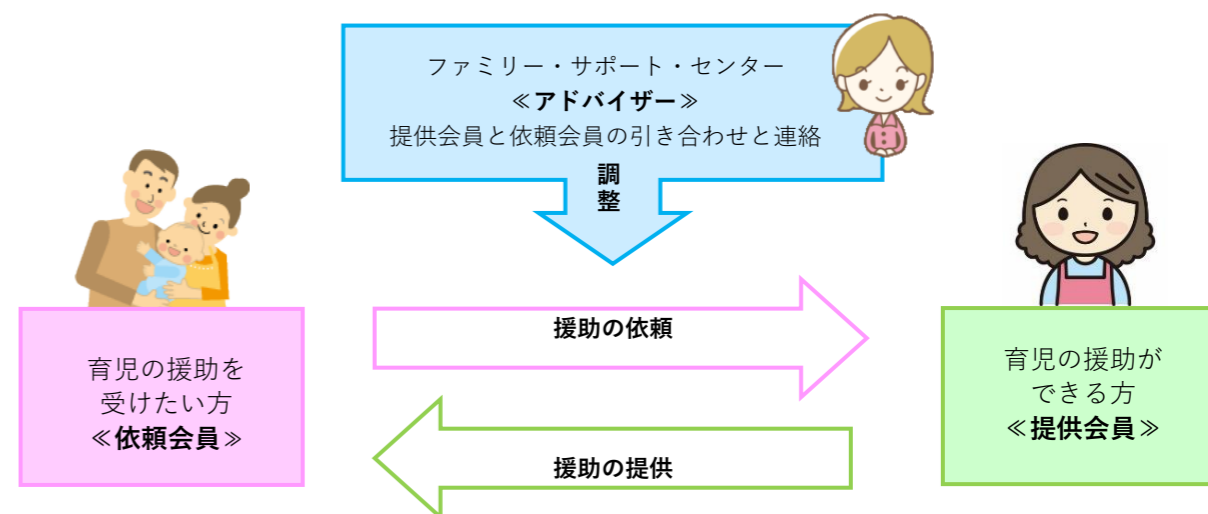 ファミリー・サポート・センター
≪アドバイザー≫
提供会員と依頼会員の引き合わせと連絡
調
整
援助の依頼
育児の援助を
受けたい方
≪依頼会員≫
育児の援助が
できる方
≪提供会員≫
援助の提供